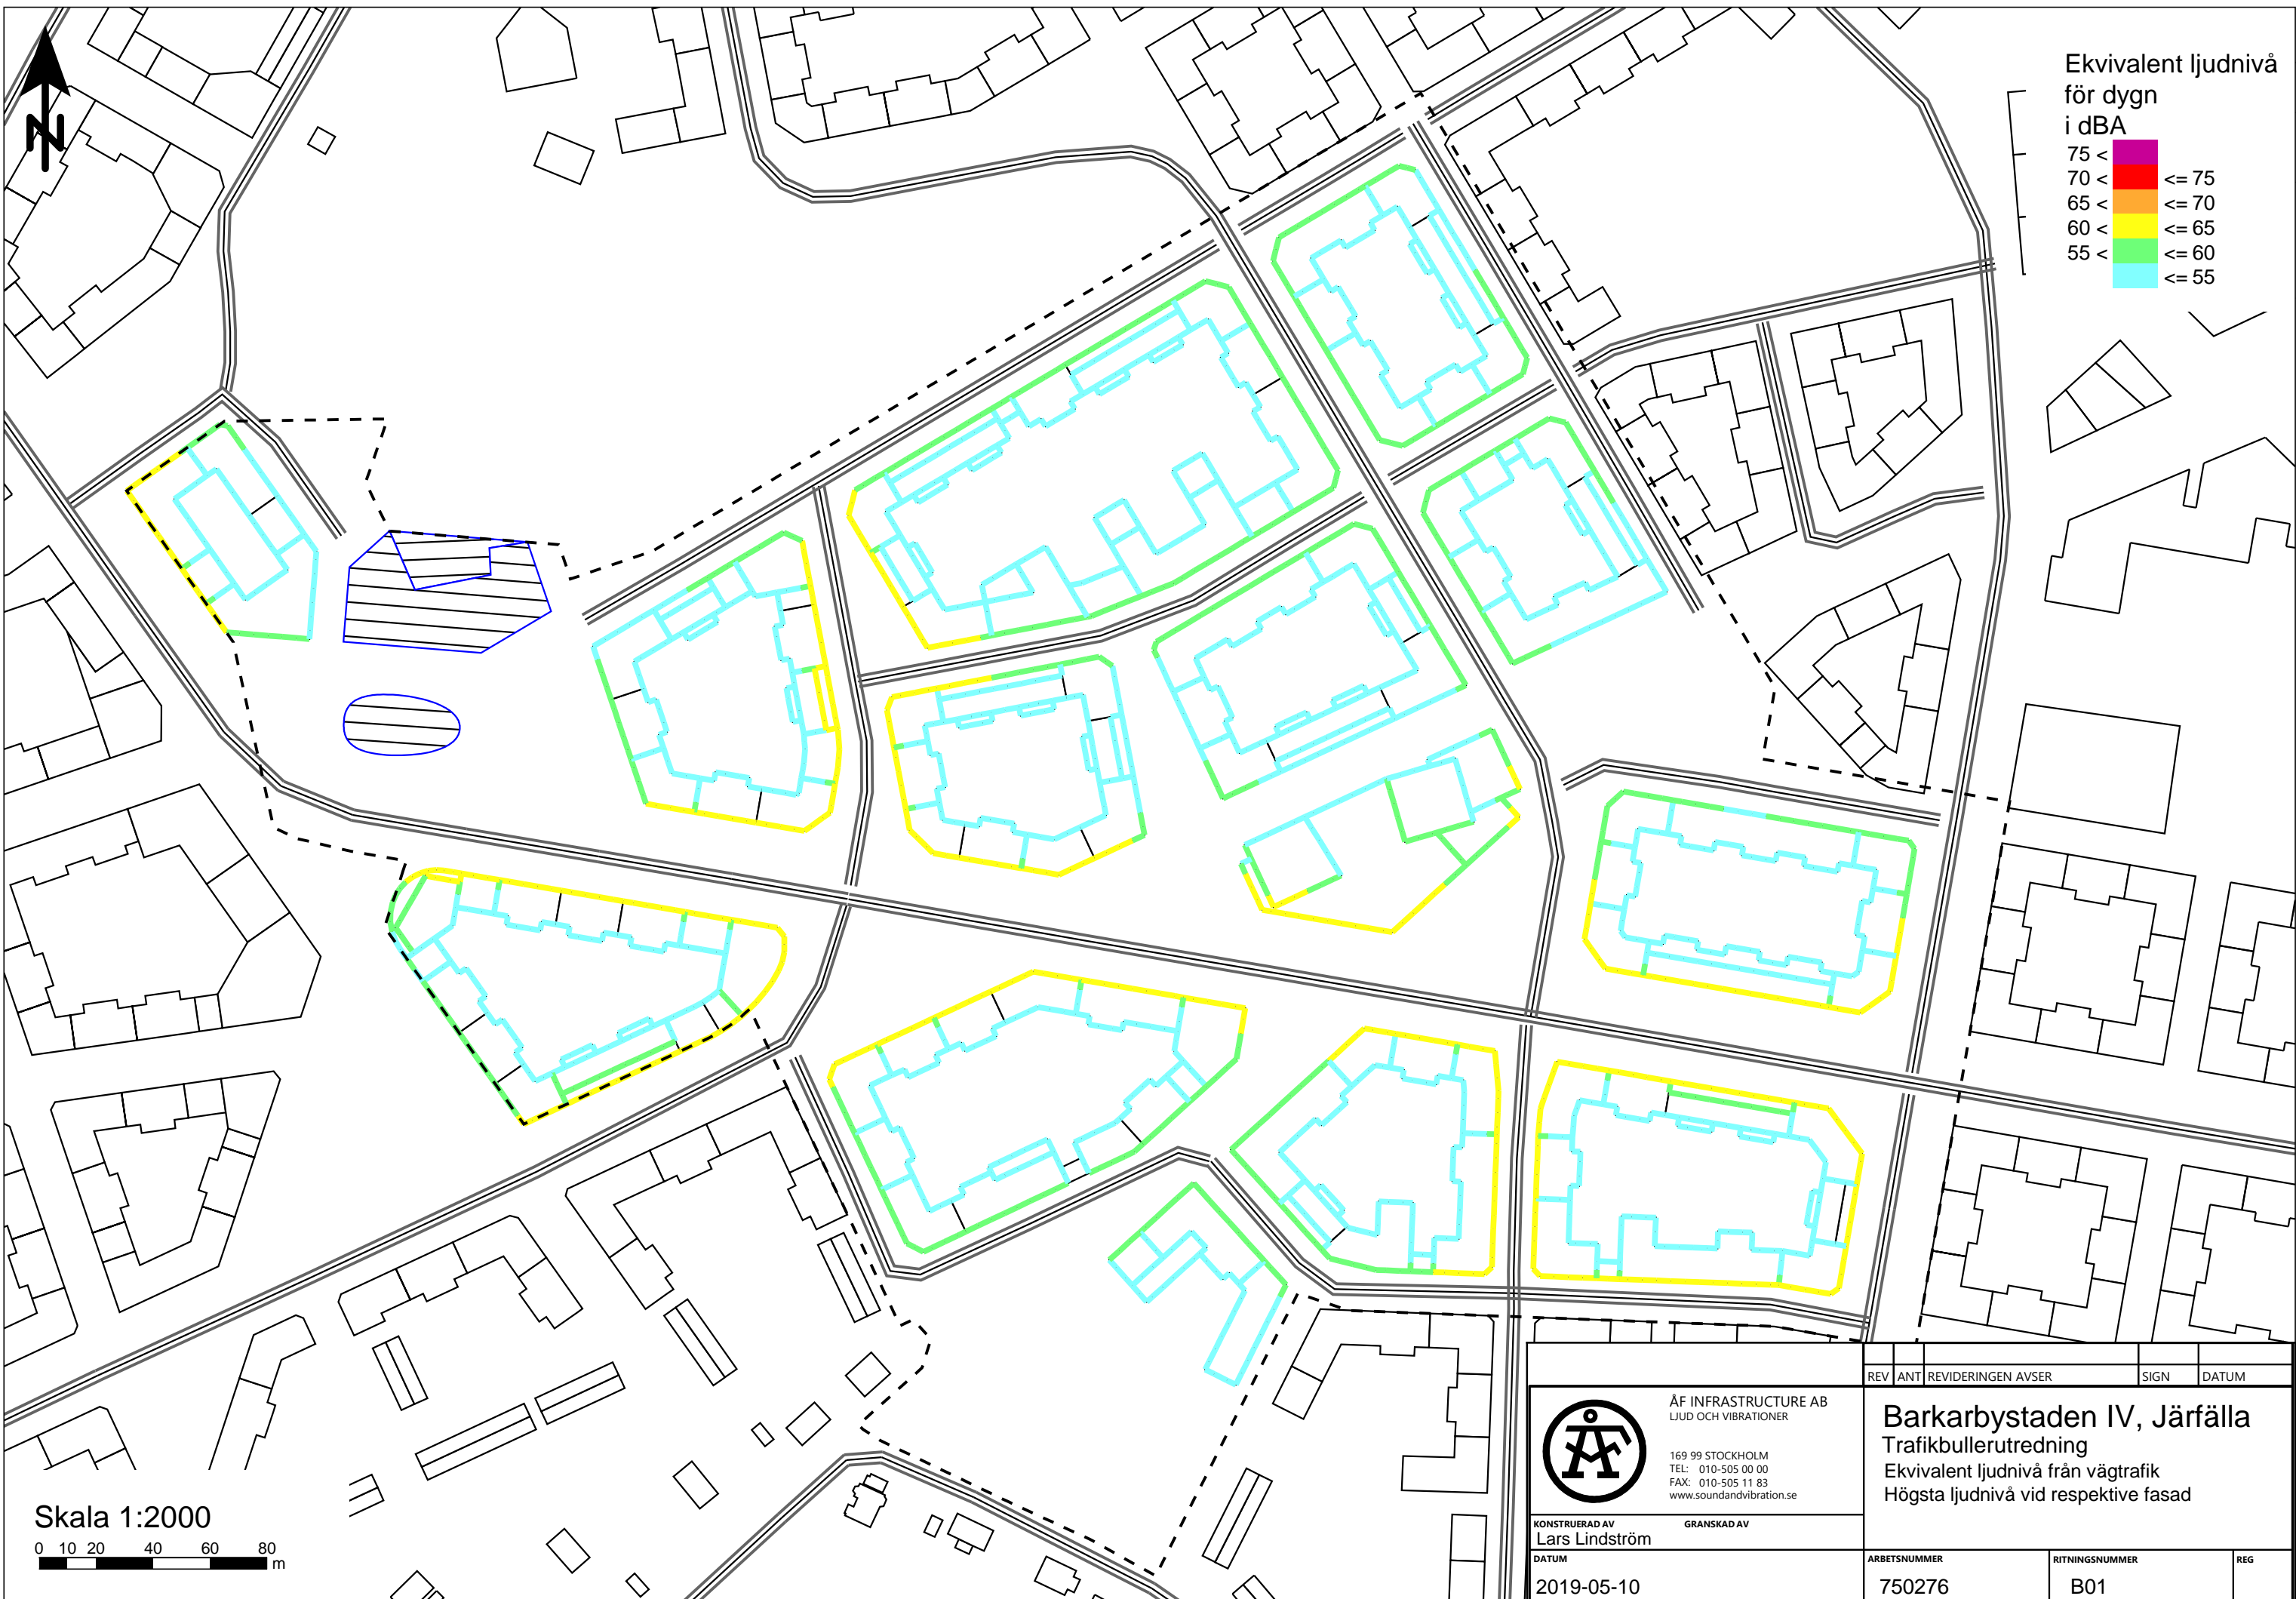 N
Ekvivalent ljudnivå
för dygn
i dBA
75 <
70 < <= 75
65 < <= 70
60 < <= 65
55 < <= 60
<= 55
Skala 1:2000
0 10 20 40 60 80
m
REV ANT REVIDERINGEN AVSER SIGN DATUM
ÅF
ÅF INFRASTRUCTURE AB
LJUD OCH VIBRATIONER
169 99 STOCKHOLM
TEL: 010-505 00 00
FAX: 010-505 11 83
www.soundandvibration.se
Barkarbystaden IV, Järfälla
Trafikbullerutredning
Ekvivalent ljudnivå från vägtrafik
Högsta ljudnivå vid respektive fasad
KONSTRUERAD AV GRANSKAD AV
Lars Lindström
DATUM ARBETSNUMMER RITNINGSNUMMER REG
2019-05-10 750276 B01